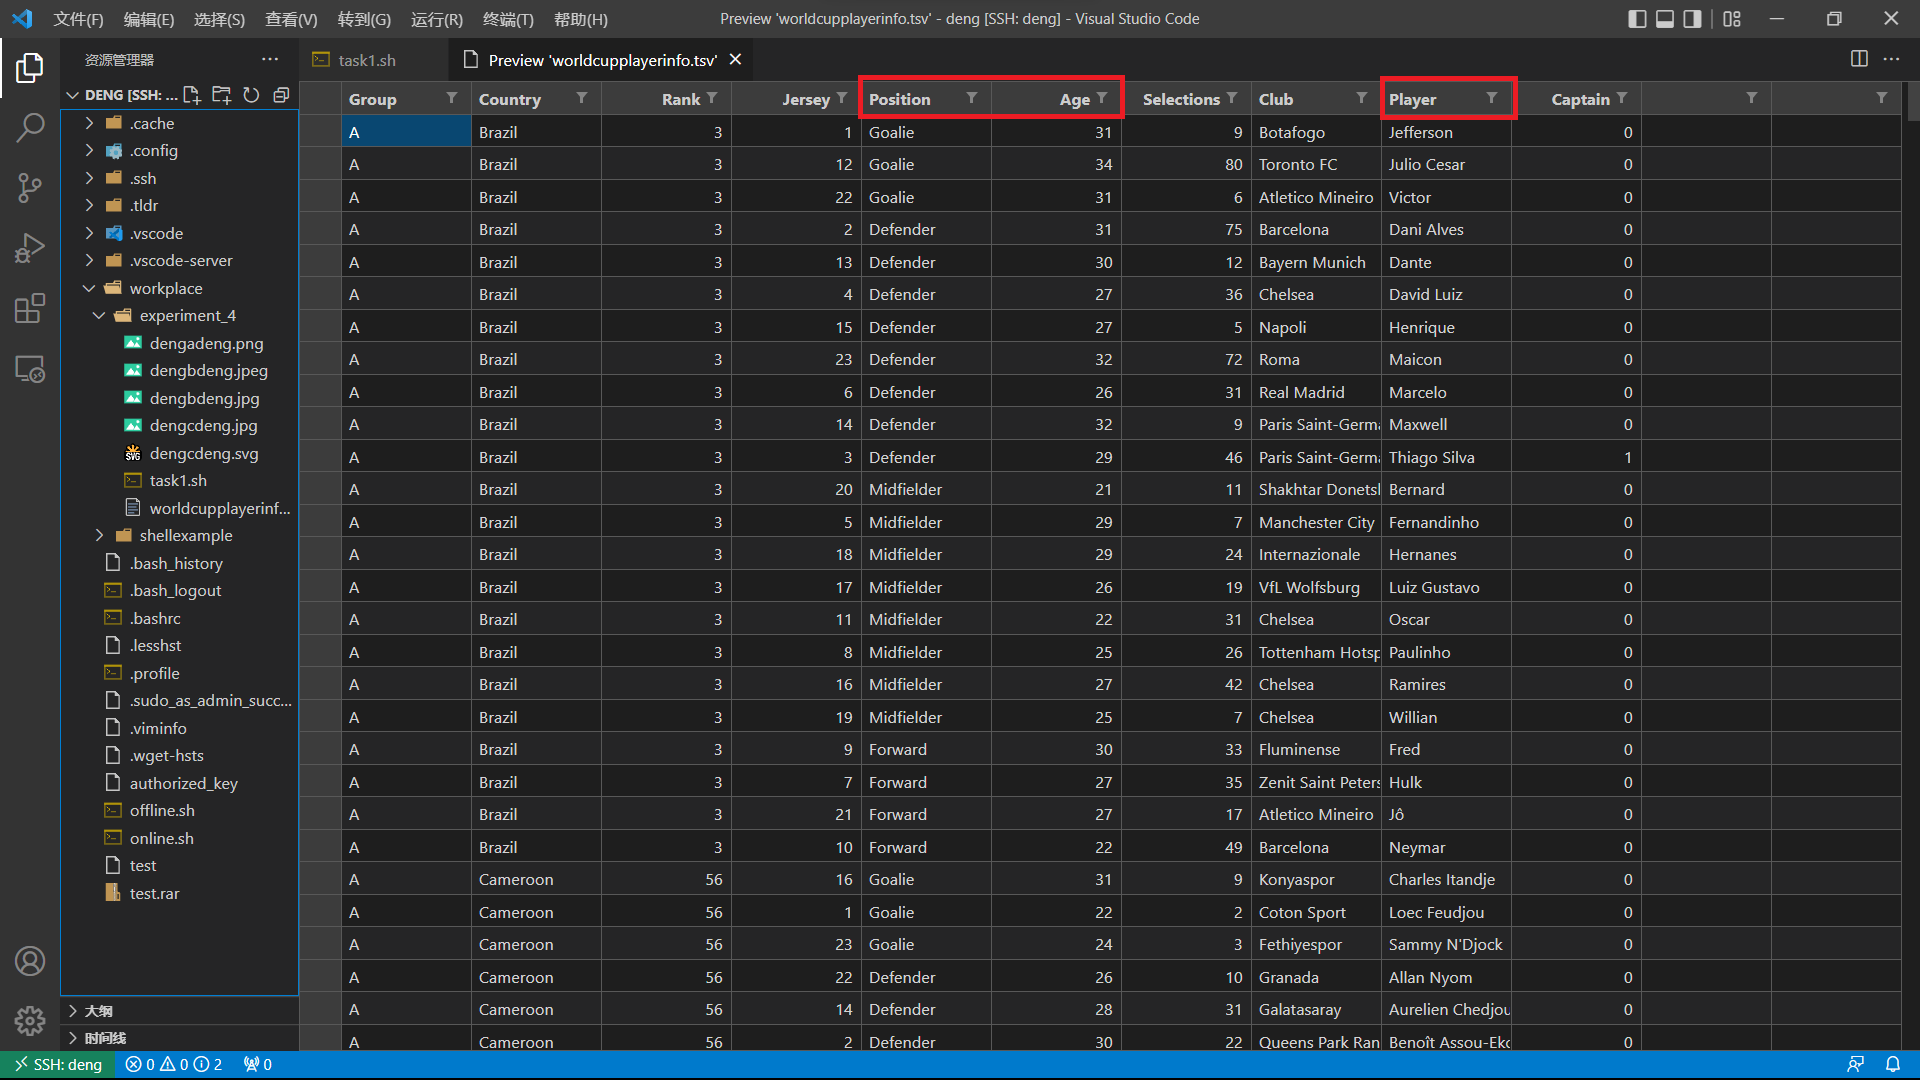 文件(F) 编辑(E) 选择(S) 查看(V) 转到(G) 运行(R) 终端(T) 帮助(H) Preview 'worldcupplayerinfo.tsv' - deng [SSH: deng] - Visual Studio Code
资源管理器 ··· task1.sh Preview 'worldcupplayerinfo.tsv'
DENG [SSH: ...
.cache
.config
.ssh
.tldr
.vscode
.vscode-server
workplace
experiment_4
dengadeng.png
dengbdeng.jpeg
dengbdeng.jpg
dengcdeng.jpg
dengcdeng.svg
task1.sh
worldcupplayerinf...
shellexample
.bash_history
.bash_logout
.bashrc
.lesshst
.profile
.sudo_as_admin_succ...
.viminfo
.wget-hsts
authorized_key
offline.sh
online.sh
test
test.rar
大纲
时间线
Group Country Rank Jersey Position Age Selections Club Player Captain
A Brazil 3 1 Goalie 31 9 Botafogo Jefferson 0
A Brazil 3 12 Goalie 34 80 Toronto FC Julio Cesar 0
A Brazil 3 22 Goalie 31 6 Atletico Mineiro Victor 0
A Brazil 3 2 Defender 31 75 Barcelona Dani Alves 0
A Brazil 3 13 Defender 30 12 Bayern Munich Dante 0
A Brazil 3 4 Defender 27 36 Chelsea David Luiz 0
A Brazil 3 15 Defender 27 5 Napoli Henrique 0
A Brazil 3 23 Defender 32 72 Roma Maicon 0
A Brazil 3 6 Defender 26 31 Real Madrid Marcelo 0
A Brazil 3 14 Defender 32 9 Paris Saint-Germa Maxwell 0
A Brazil 3 3 Defender 29 46 Paris Saint-Germa Thiago Silva 1
A Brazil 3 20 Midfielder 21 11 Shakhtar Donetsk Bernard 0
A Brazil 3 5 Midfielder 29 7 Manchester City Fernandinho 0
A Brazil 3 18 Midfielder 29 24 Internazionale Hernanes 0
A Brazil 3 17 Midfielder 26 19 VfL Wolfsburg Luiz Gustavo 0
A Brazil 3 11 Midfielder 22 31 Chelsea Oscar 0
A Brazil 3 8 Midfielder 25 26 Tottenham Hotsp Paulinho 0
A Brazil 3 16 Midfielder 27 42 Chelsea Ramires 0
A Brazil 3 19 Midfielder 25 7 Chelsea Willian 0
A Brazil 3 9 Forward 30 33 Fluminense Fred 0
A Brazil 3 7 Forward 27 35 Zenit Saint Peters Hulk 0
A Brazil 3 21 Forward 27 17 Atletico Mineiro Jô 0
A Brazil 3 10 Forward 22 49 Barcelona Neymar 0
A Cameroon 56 16 Goalie 31 9 Konyaspor Charles Itandje 0
A Cameroon 56 1 Goalie 22 2 Coton Sport Loec Feudjou 0
A Cameroon 56 23 Goalie 24 3 Fethiyespor Sammy N'Djock 0
A Cameroon 56 22 Defender 26 10 Granada Allan Nyom 0
A Cameroon 56 14 Defender 28 31 Galatasaray Aurelien Chedjou 0
A Cameroon 56 2 Defender 30 22 Queens Park Ran Benoît Assou-Eko 0
SSH: deng 0 0 2 0